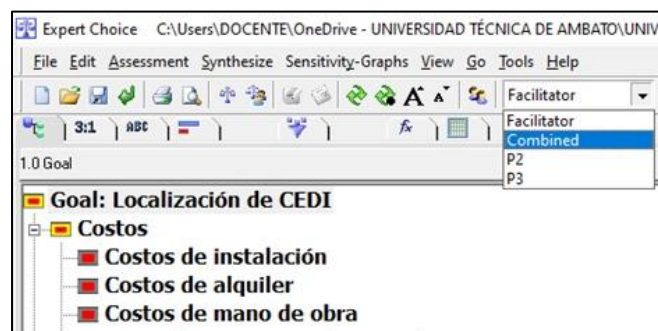 Expert Choice C:\Users\DOCENTE\OneDrive - UNIVERSIDAD TÉCNICA DE AMBATO\UNIV
File Edit Assessment Synthesize Sensitivity-Graphs View Go Tools Help
A A Facilitator
3:1 ABC fx
Facilitator
Combined
P2
P3
1.0 Goal
Goal: Localización de CEDI
Costos
Costos de instalación
Costos de alquiler
Costos de mano de obra